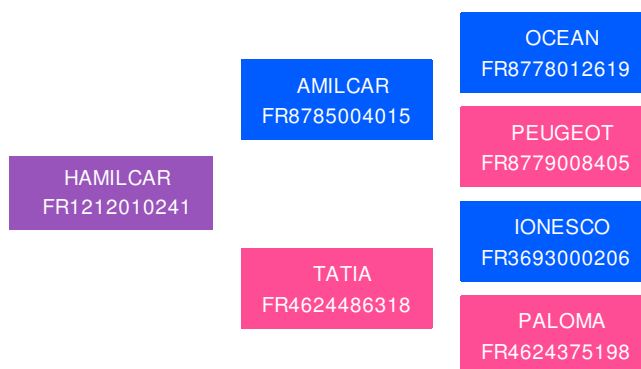 HAMILCAR
FR1212010241
AMILCAR
FR8785004015
TATIA
FR4624486318
OCEAN
FR8778012619
PEUGEOT
FR8779008405
IONESCO
FR3693000206
PALOMA
FR4624375198